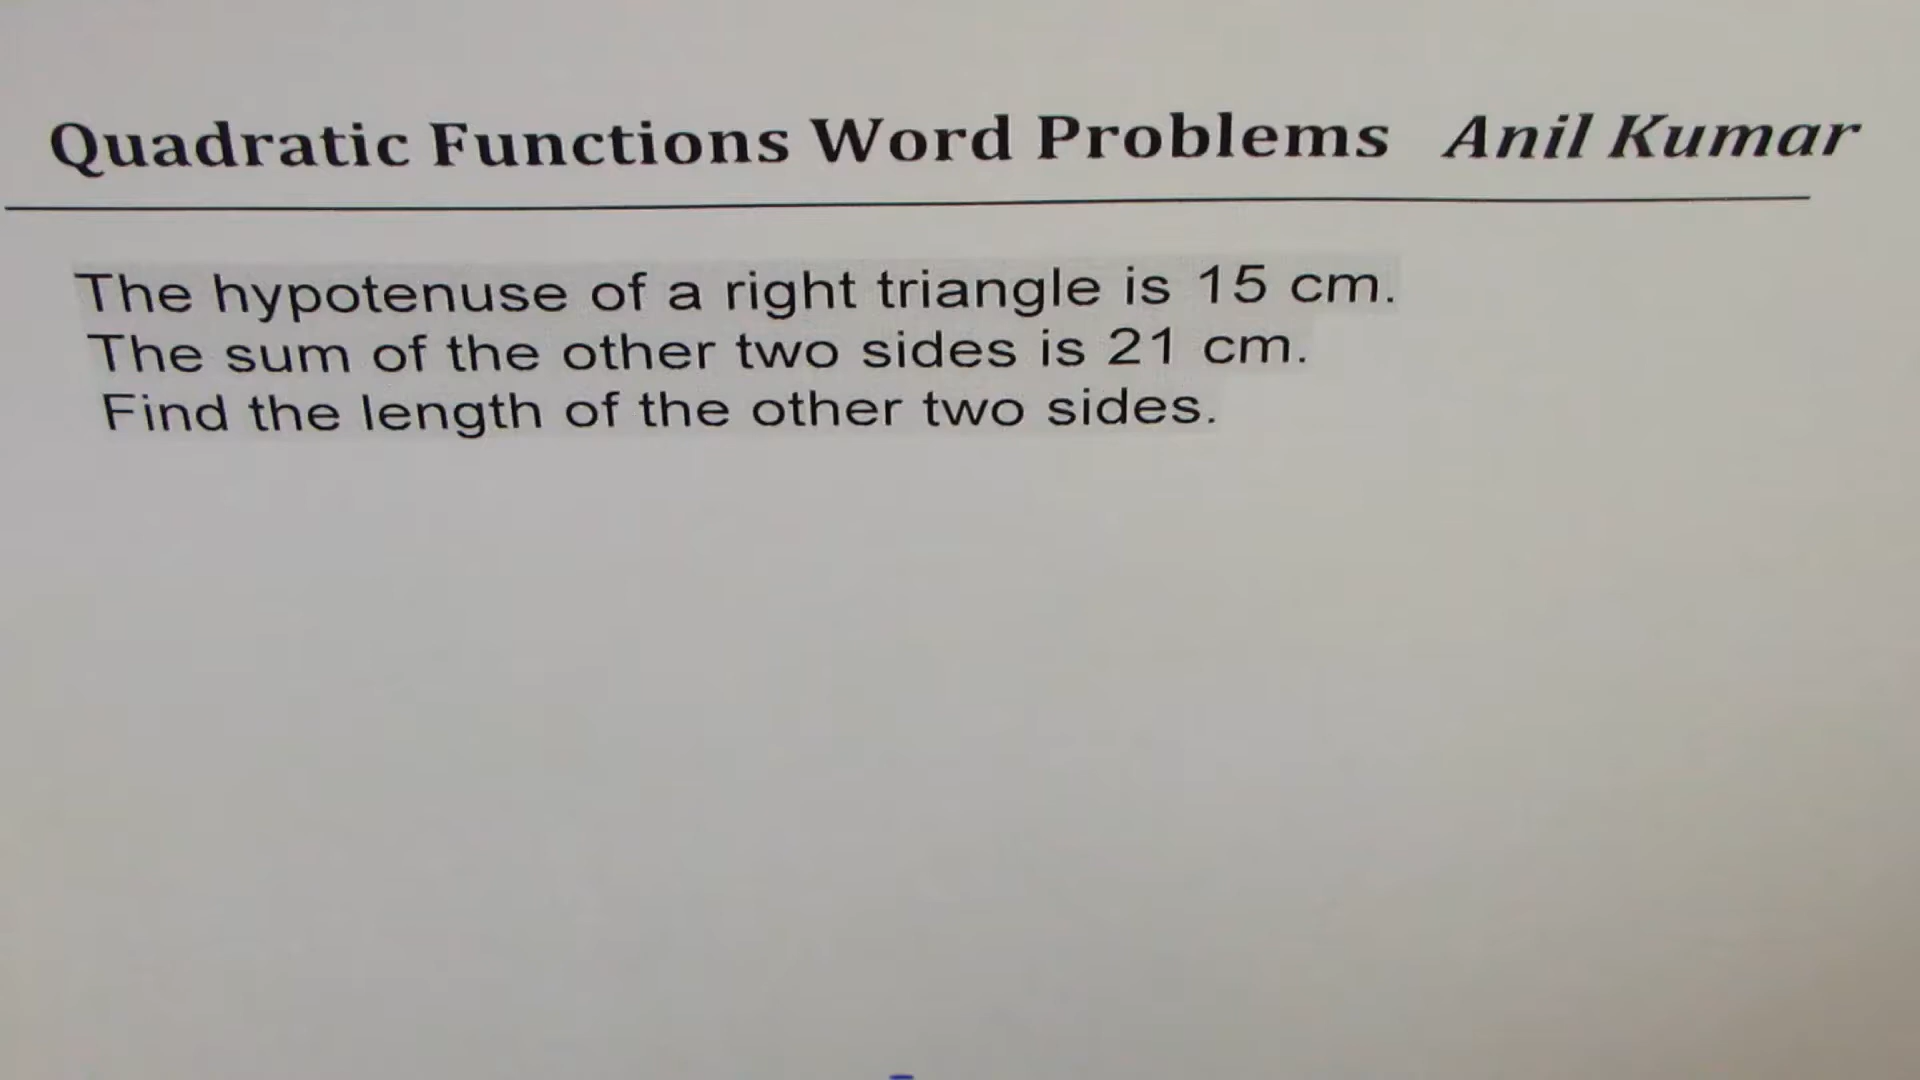 Quadratic Functions Word Problems Anil Kumar
The hypotenuse of a right triangle is 15 cm.
The sum of the other two sides is 21 cm.
Find the length of the other two sides.